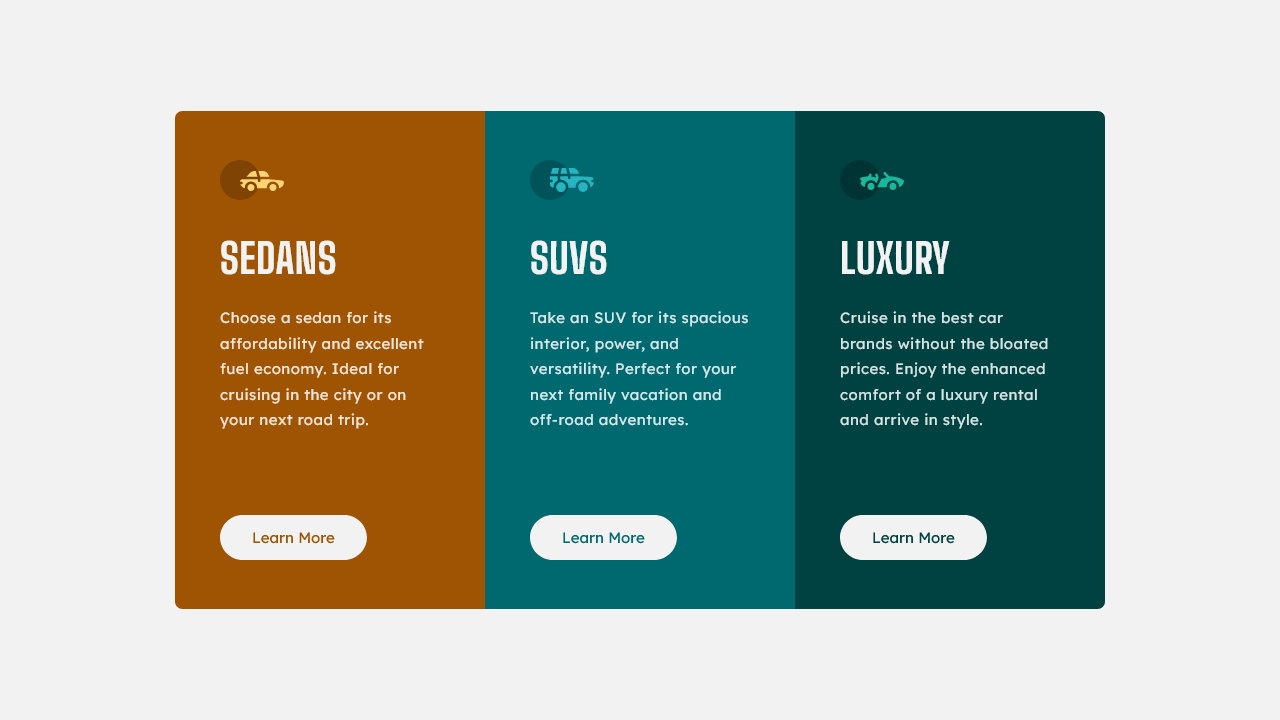 SEDANS
Choose a sedan for its
affordability and excellent
fuel economy. Ideal for
cruising in the city or on
your next road trip.
Learn More
SUVS
Take an SUV for its spacious
interior, power, and
versatility. Perfect for your
next family vacation and
off-road adventures.
Learn More
LUXURY
Cruise in the best car
brands without the bloated
prices. Enjoy the enhanced
comfort of a luxury rental
and arrive in style.
Learn More